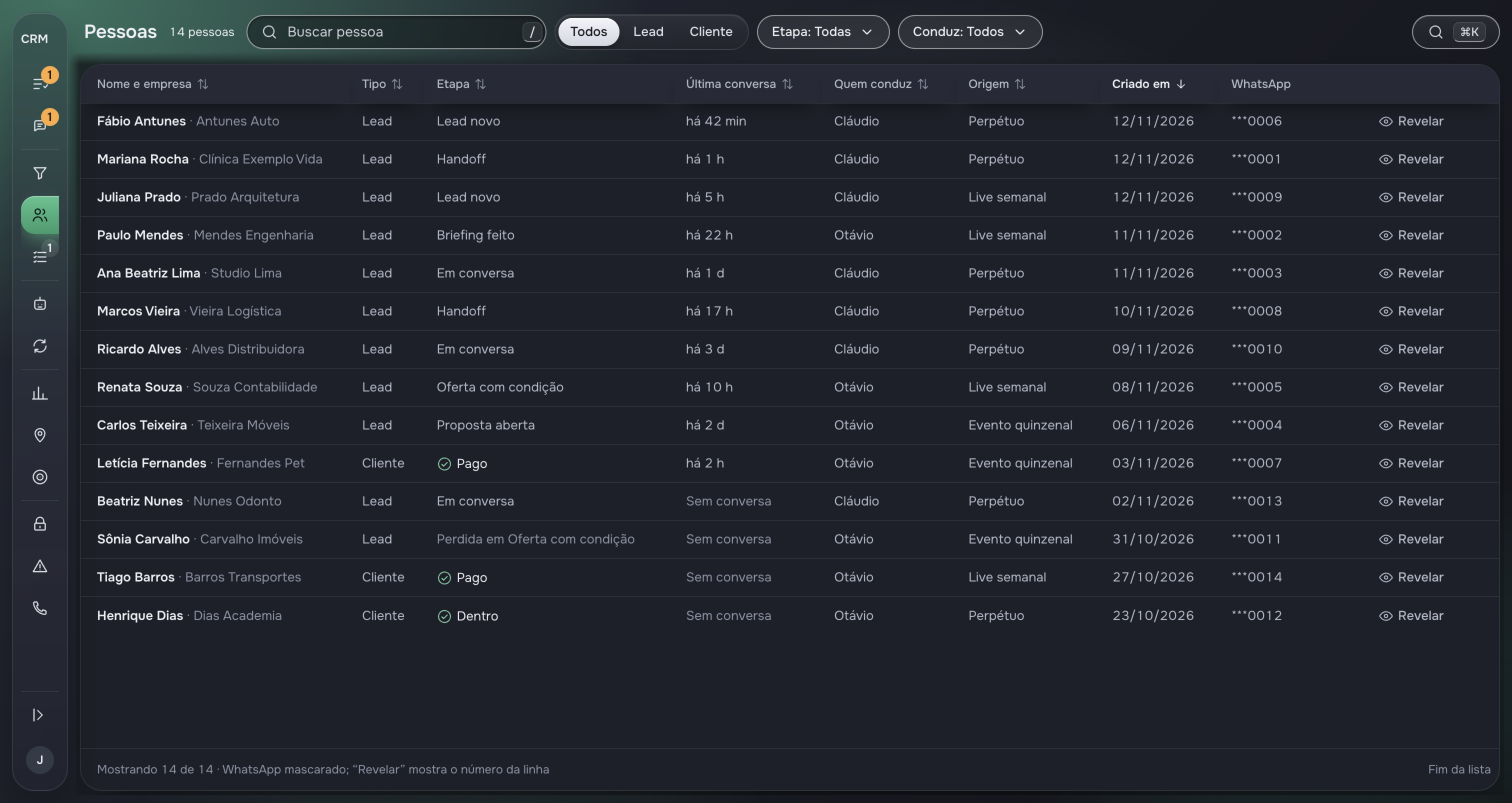 CRM
1
1
1
J
Pessoas 14 pessoas Buscar pessoa / Todos Lead Cliente Etapa: Todas Conduz: Todos ⌘K
Nome e empresa Tipo Etapa Última conversa Quem conduz Origem Criado em WhatsApp
Fábio Antunes · Antunes Auto Lead Lead novo há 42 min Cláudio Perpétuo 12/11/2026 ***0006 Revelar
Mariana Rocha · Clínica Exemplo Vida Lead Handoff há 1 h Cláudio Perpétuo 12/11/2026 ***0001 Revelar
Juliana Prado · Prado Arquitetura Lead Lead novo há 5 h Cláudio Live semanal 12/11/2026 ***0009 Revelar
Paulo Mendes · Mendes Engenharia Lead Briefing feito há 22 h Otávio Live semanal 11/11/2026 ***0002 Revelar
Ana Beatriz Lima · Studio Lima Lead Em conversa há 1 d Cláudio Perpétuo 11/11/2026 ***0003 Revelar
Marcos Vieira · Vieira Logística Lead Handoff há 17 h Cláudio Perpétuo 10/11/2026 ***0008 Revelar
Ricardo Alves · Alves Distribuidora Lead Em conversa há 3 d Cláudio Perpétuo 09/11/2026 ***0010 Revelar
Renata Souza · Souza Contabilidade Lead Oferta com condição há 10 h Otávio Live semanal 08/11/2026 ***0005 Revelar
Carlos Teixeira · Teixeira Móveis Lead Proposta aberta há 2 d Otávio Evento quinzenal 06/11/2026 ***0004 Revelar
Letícia Fernandes · Fernandes Pet Cliente Pago há 2 h Otávio Evento quinzenal 03/11/2026 ***0007 Revelar
Beatriz Nunes · Nunes Odonto Lead Em conversa Sem conversa Cláudio Perpétuo 02/11/2026 ***0013 Revelar
Sônia Carvalho · Carvalho Imóveis Lead Perdida em Oferta com condição Sem conversa Otávio Evento quinzenal 31/10/2026 ***0011 Revelar
Tiago Barros · Barros Transportes Cliente Pago Sem conversa Otávio Live semanal 27/10/2026 ***0014 Revelar
Henrique Dias · Dias Academia Cliente Dentro Sem conversa Otávio Perpétuo 23/10/2026 ***0012 Revelar
Mostrando 14 de 14 · WhatsApp mascarado; “Revelar” mostra o número da linha Fim da lista